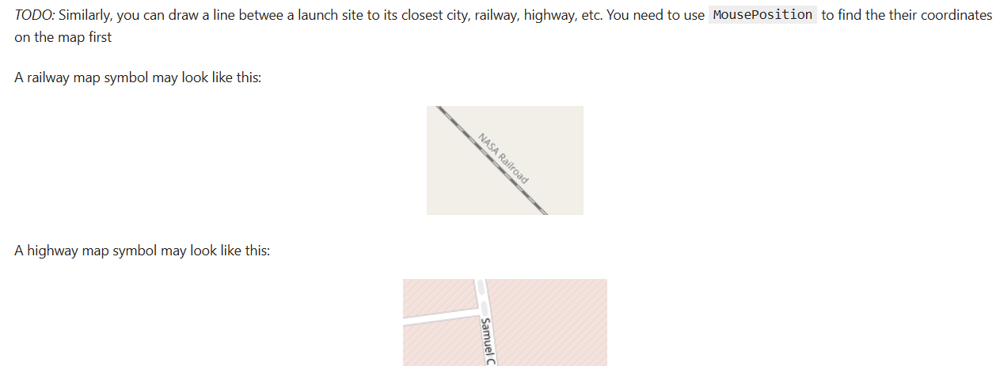 TODO: Similarly, you can draw a line betwee a launch site to its closest city, railway, highway, etc. You need to use MousePosition to find the their coordinates
on the map first
A railway map symbol may look like this:
NASA Railroad
A highway map symbol may look like this:
Samuel C